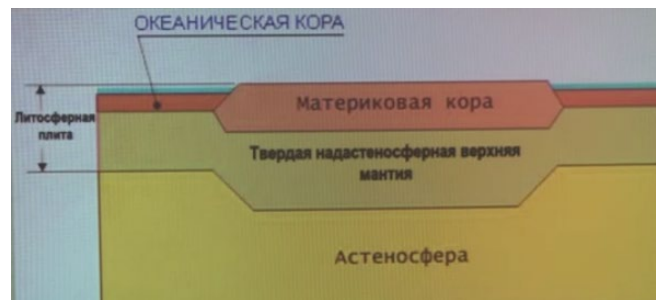 ОКЕАНИЧЕСКАЯ КОРА
Материковая кора
Литосферная
плита
Твердая надастеносферная верхняя
мантия
Астеносфера